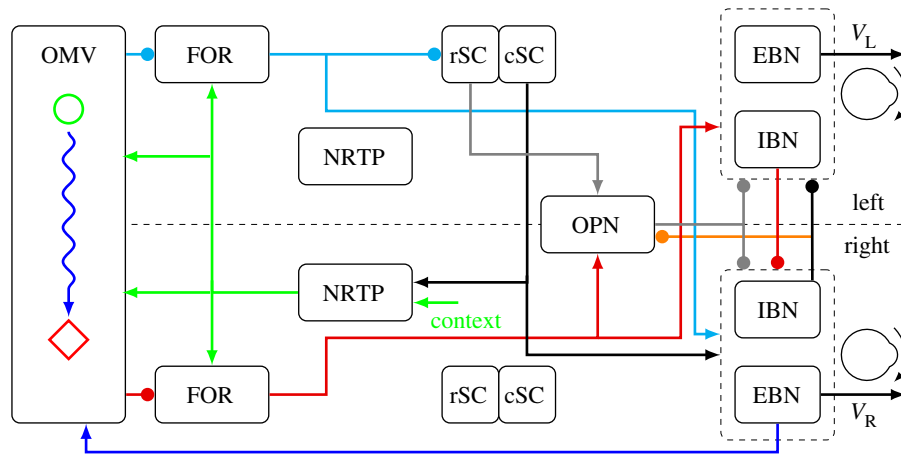 OMV
FOR
rSC
cSC
EBN
V_L
IBN
NRTP
OPN
left
right
NRTP
context
IBN
FOR
rSC
cSC
EBN
V_R